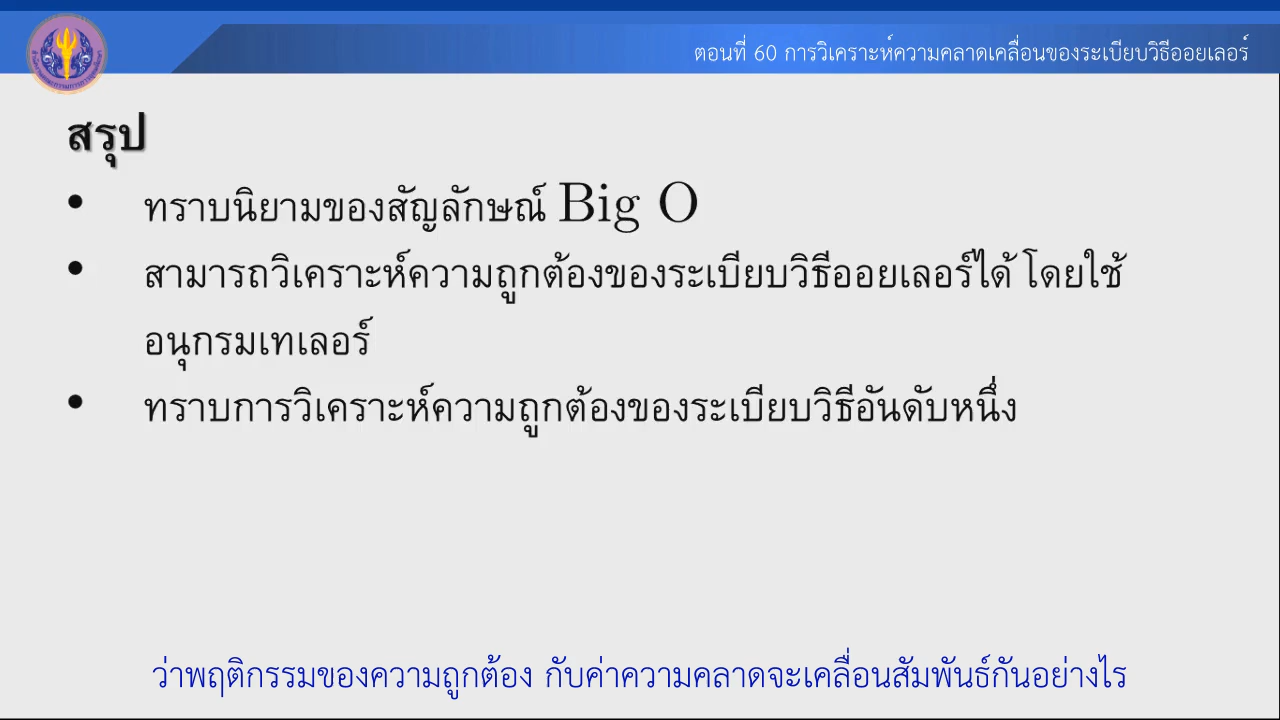 ตอนที่ 60 การวิเคราะห์ความคลาดเคลื่อนของระเบียบวิธีออยเลอร์
สรุป
• ทราบนิยามของสัญลักษณ์ Big O
• สามารถวิเคราะห์ความถูกต้องของระเบียบวิธีออยเลอร์ได้ โดยใช้
อนุกรมเทเลอร์
• ทราบการวิเคราะห์ความถูกต้องของระเบียบวิธีอันดับหนึ่ง
ว่าพฤติกรรมของความถูกต้อง กับค่าความคลาดจะเคลื่อนสัมพันธ์กันอย่างไร